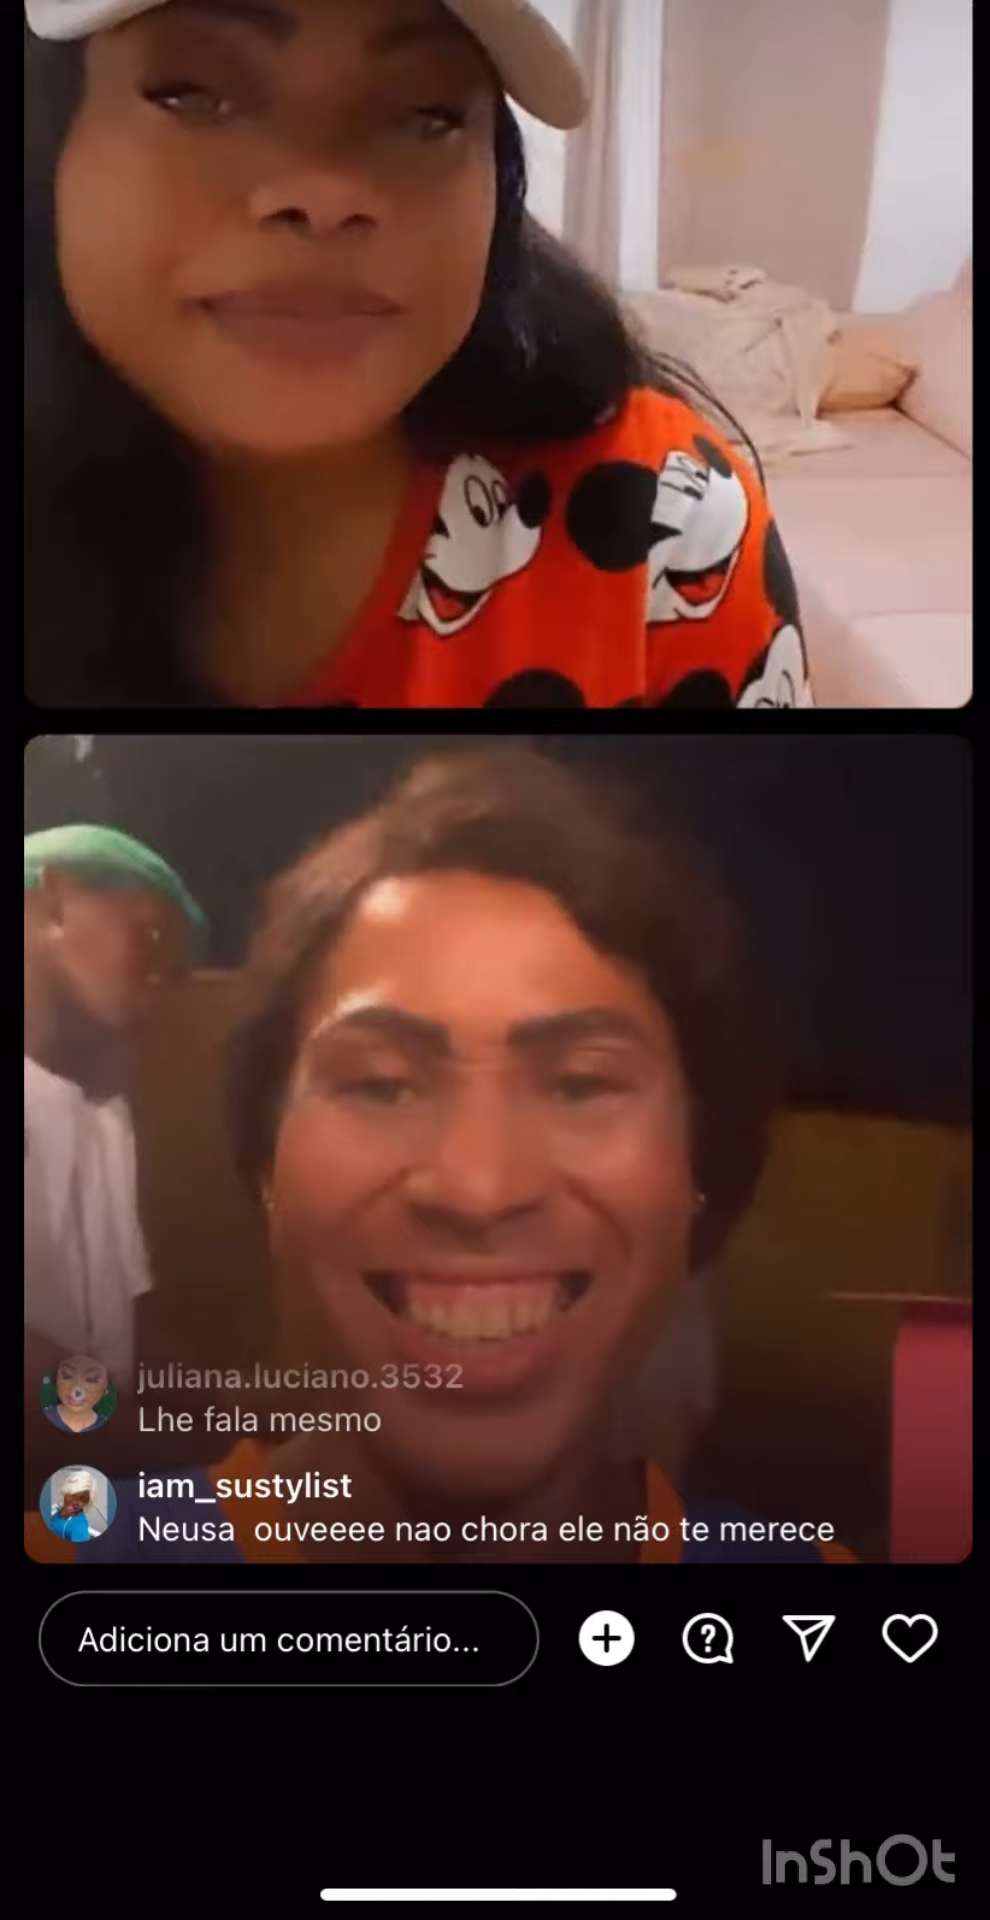 juliana.luciano.3532
Lhe fala mesmo
iam_sustylist
Neusa ouveeee nao chora ele não te merece
Adiciona um comentário...
InShOt